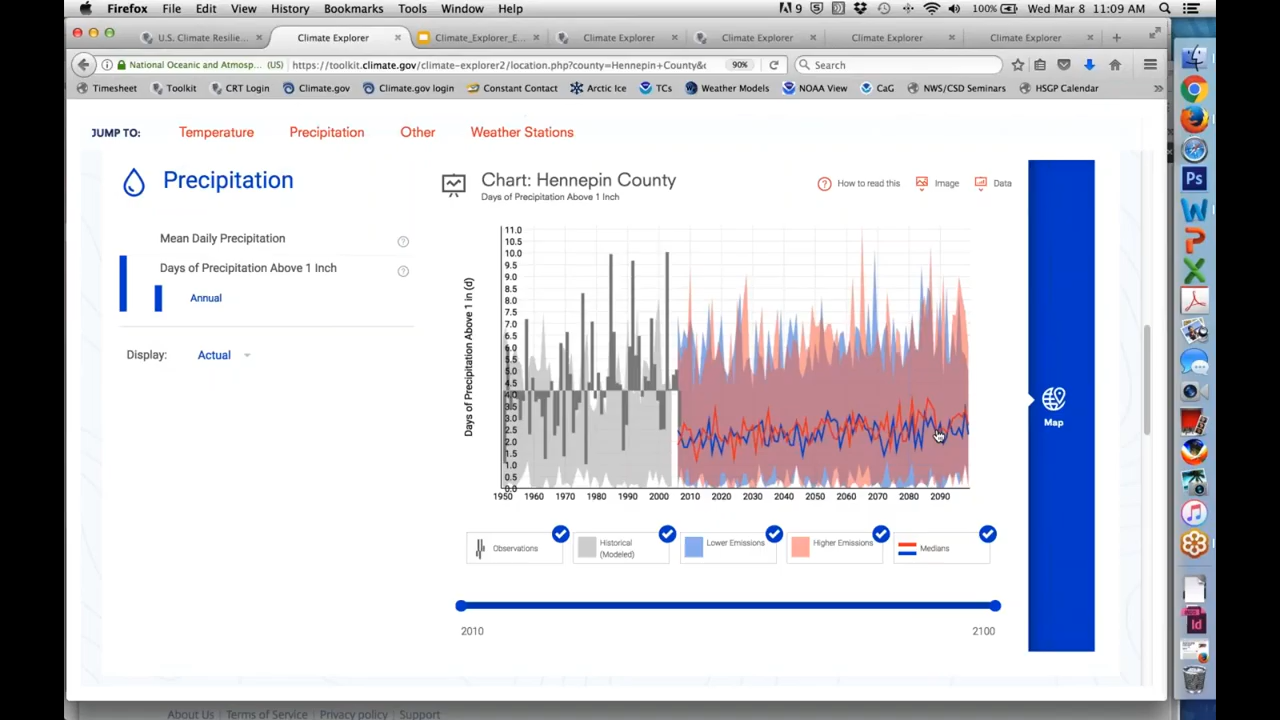 Firefox File Edit View History Bookmarks Tools Window Help 9 100% Wed Mar 8 11:09 AM
U.S. Climate Resilie... Climate Explorer Climate_Explorer_E... Climate Explorer Climate Explorer Climate Explorer Climate Explorer
National Oceanic and Atmosp... (US) https://toolkit.climate.gov/climate-explorer2/location.php?county=Hennepin+County& 90% Search
Timesheet Toolkit CRT Login Climate.gov Climate.gov login Constant Contact Arctic Ice TCs Weather Models NOAA View CaG NWS/CSD Seminars HSGP Calendar
JUMP TO: Temperature Precipitation Other Weather Stations
Precipitation
Mean Daily Precipitation
Days of Precipitation Above 1 Inch
Annual
Display: Actual
Chart: Hennepin County
Days of Precipitation Above 1 Inch
How to read this Image Data
Days of Precipitation Above 1 in (d)
11.0
10.5
10.0
9.5
9.0
8.5
8.0
7.5
7.0
6.5
6.0
5.5
5.0
4.5
4.0
3.5
3.0
2.5
2.0
1.5
1.0
0.5
0.0
1950 1960 1970 1980 1990 2000 2010 2020 2030 2040 2050 2060 2070 2080 2090
Observations
Historical
(Modeled)
Lower Emissions
Higher Emissions
Medians
2010 2100
Map
Ps
Id
About Us Terms of Service Privacy policy Support